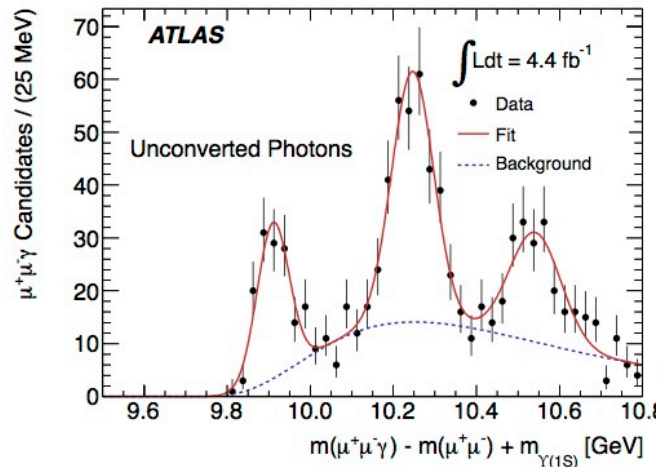 ATLAS
∫Ldt = 4.4 fb⁻¹
Data
Fit
Background
Unconverted Photons
μ⁺μ⁻γ Candidates / (25 MeV)
70
60
50
40
30
20
10
0
9.6 9.8 10.0 10.2 10.4 10.6 10.8
m(μ⁺μ⁻γ) - m(μ⁺μ⁻) + m_Υ(1S) [GeV]